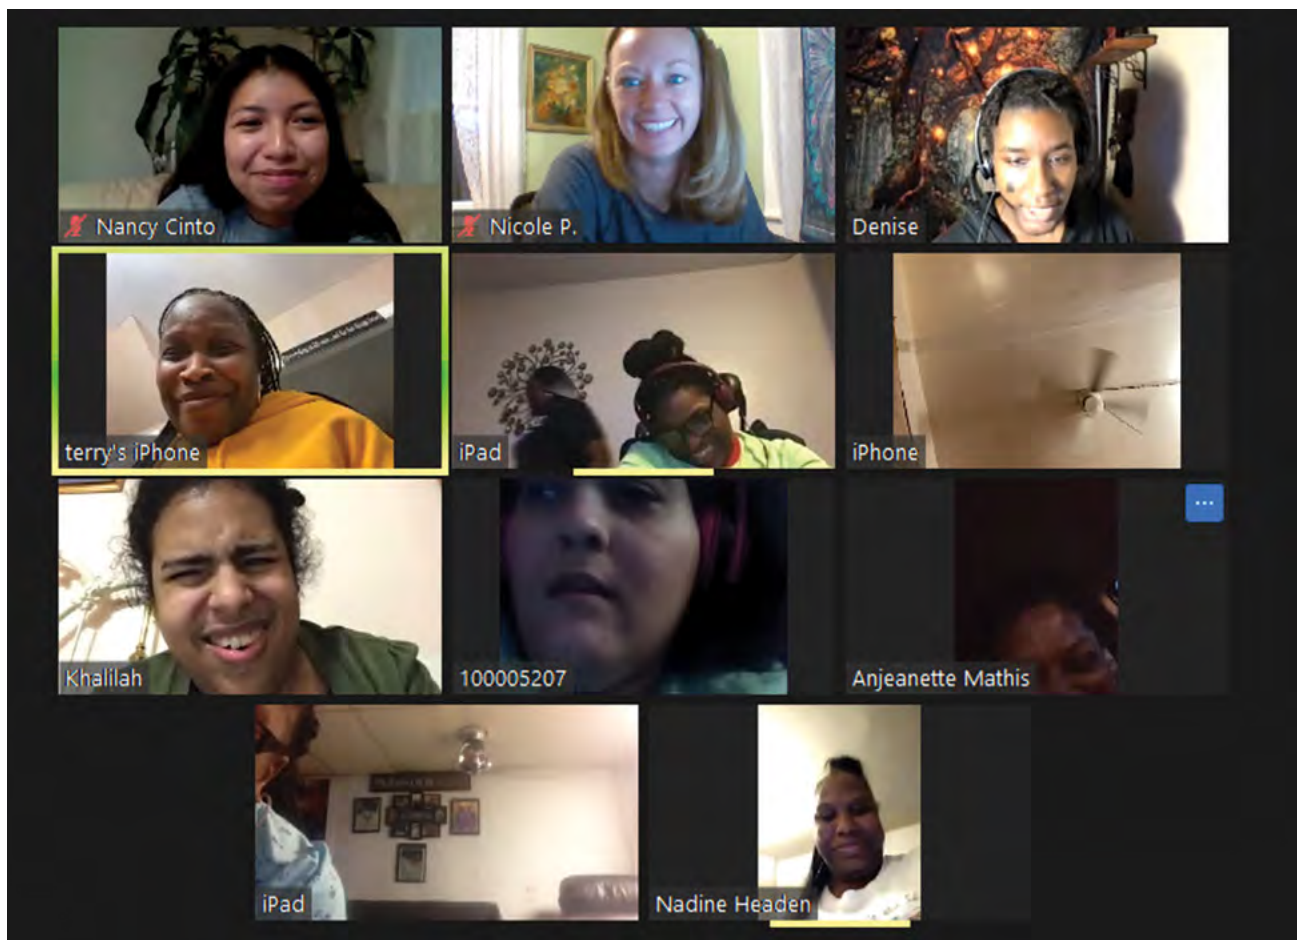 Nancy Cinto
Nicole P.
Denise
terry's iPhone
iPad
iPhone
Khalilah
100005207
Anjeanette Mathis
iPad
Nadine Headen